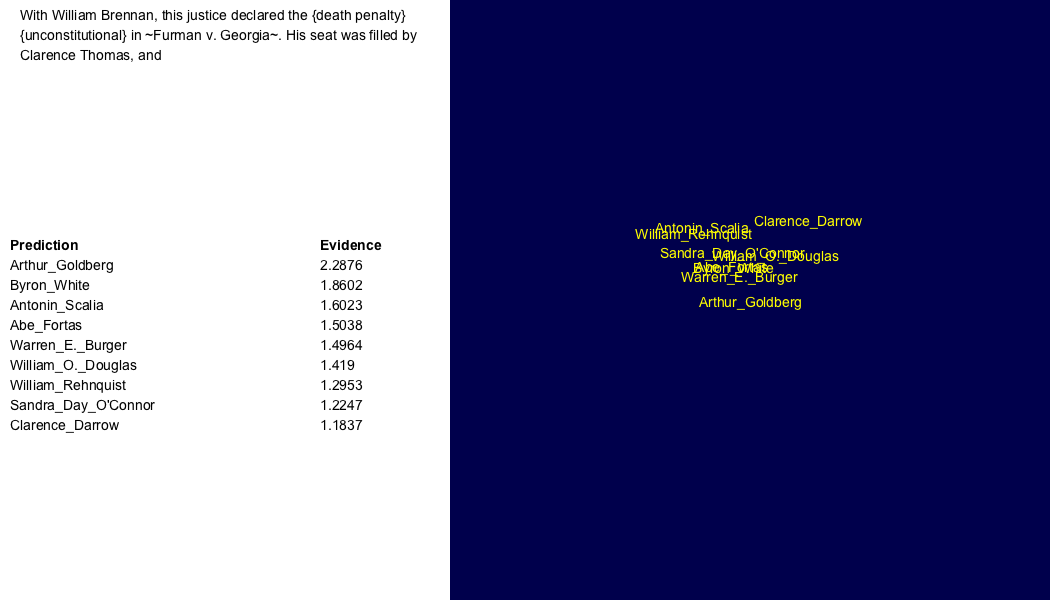 With William Brennan, this justice declared the {death penalty}
{unconstitutional} in ~Furman v. Georgia~. His seat was filled by
Clarence Thomas, and
Prediction Evidence
Arthur_Goldberg 2.2876
Byron_White 1.8602
Antonin_Scalia 1.6023
Abe_Fortas 1.5038
Warren_E._Burger 1.4964
William_O._Douglas 1.419
William_Rehnquist 1.2953
Sandra_Day_O'Connor 1.2247
Clarence_Darrow 1.1837
Clarence_Darrow
Antonin_Scalia
William_Rehnquist
Sandra_Day_O'Connor
William_O._Douglas
Abe_Fortas
Byron_White
Warren_E._Burger
Arthur_Goldberg